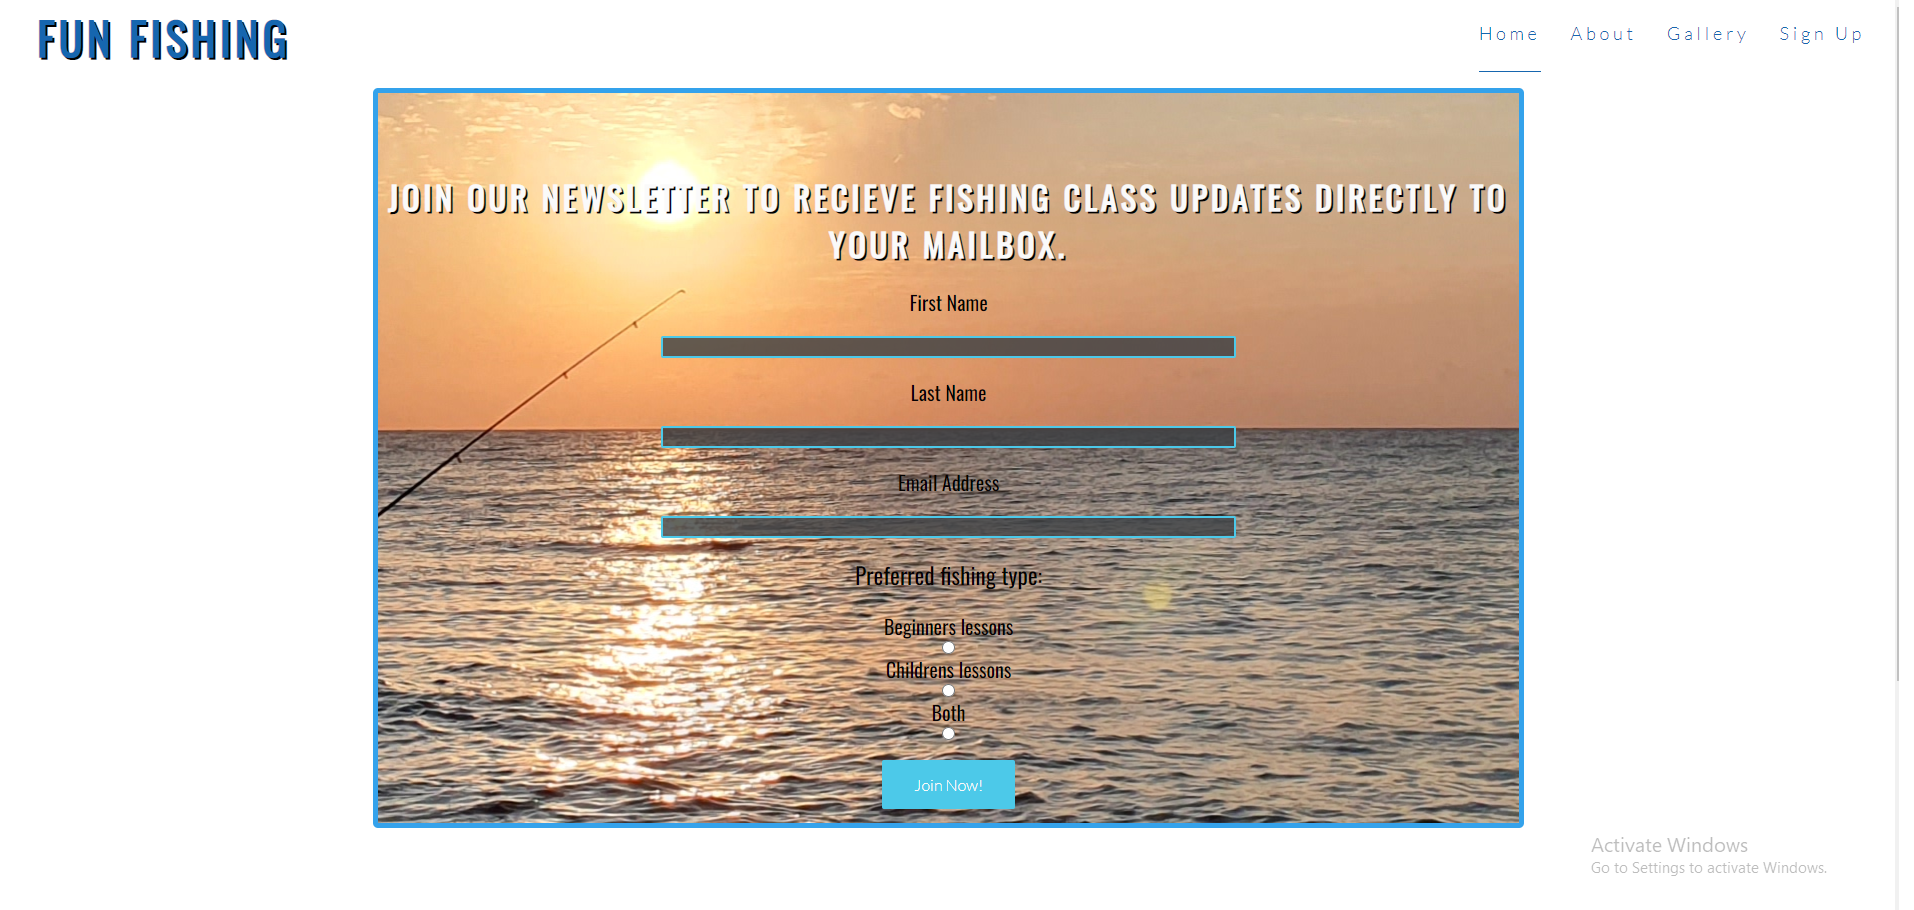 FUN FISHING
Home About Gallery Sign Up
JOIN OUR NEWSLETTER TO RECIEVE FISHING CLASS UPDATES DIRECTLY TO
YOUR MAILBOX.
First Name
Last Name
Email Address
Preferred fishing type:
Beginners lessons
Childrens lessons
Both
Join Now!
Activate Windows
Go to Settings to activate Windows.